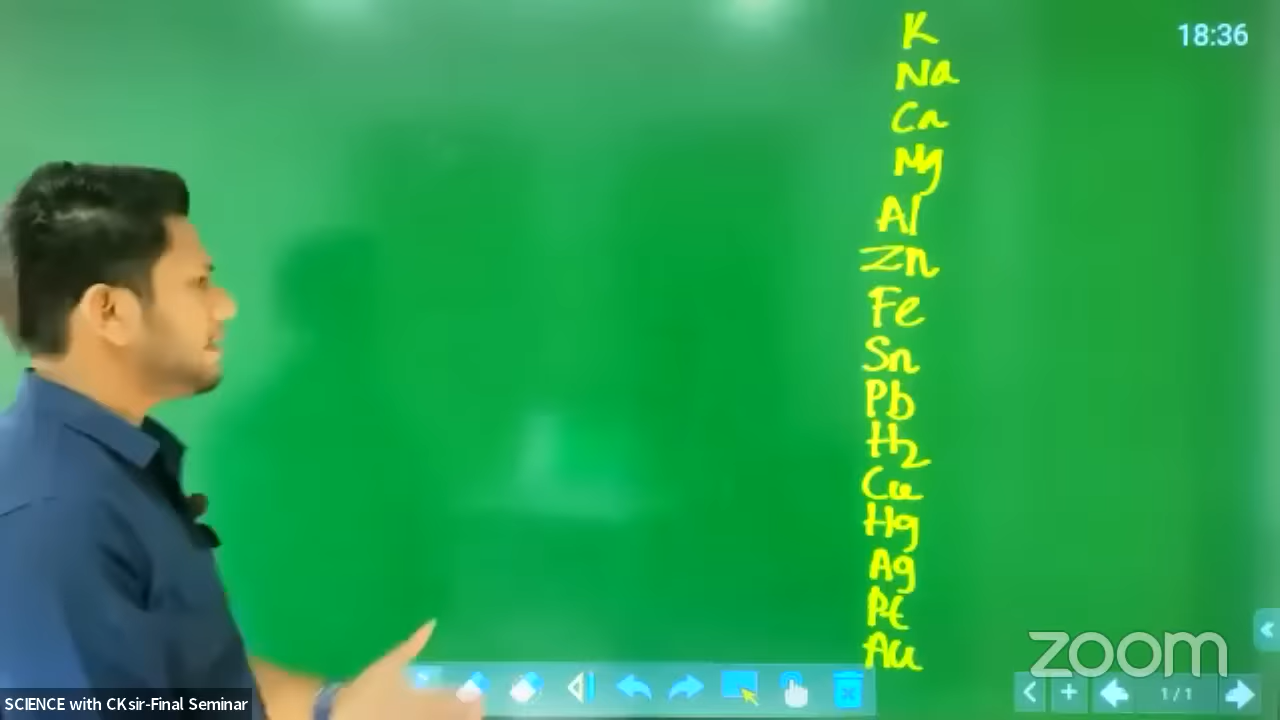 K
18:36
Na
Ca
Mg
Al
Zn
Fe
Sn
Pb
H2
Cu
Hg
Ag
Pt
Au
zoom
1/1
SCIENCE with CKsir-Final Seminar